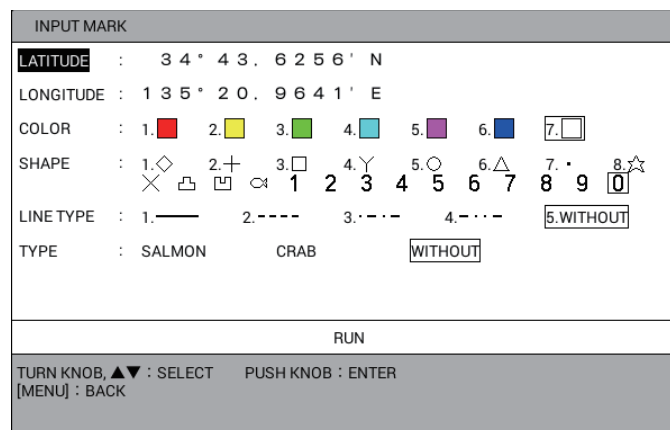 INPUT MARK
LATITUDE : 34° 43. 6256' N
LONGITUDE : 135° 20. 9641' E
COLOR : 1. 2. 3. 4. 5. 6. 7.
SHAPE : 1.◇ 2.+ 3.□ 4.Y 5.○ 6.△ 7.・ 8.☆
1 2 3 4 5 6 7 8 9 0
LINE TYPE : 1. 2. 3. 4. 5.WITHOUT
TYPE : SALMON CRAB WITHOUT
RUN
TURN KNOB, ▲▼ : SELECT PUSH KNOB : ENTER
[MENU] : BACK